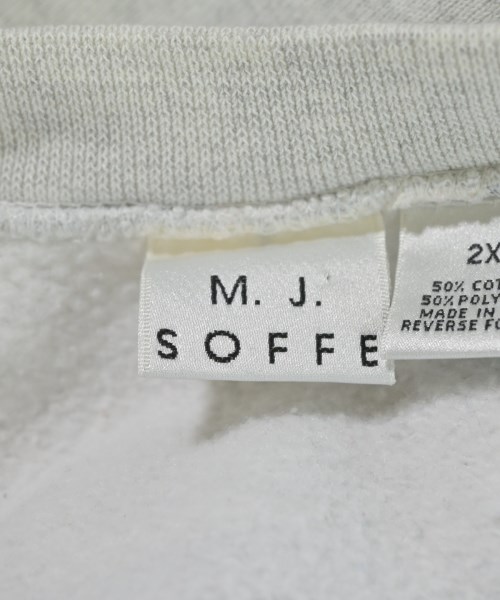 M. J.
SOFFE
2X
50% COT
50% POLY
MADE IN
REVERSE FO